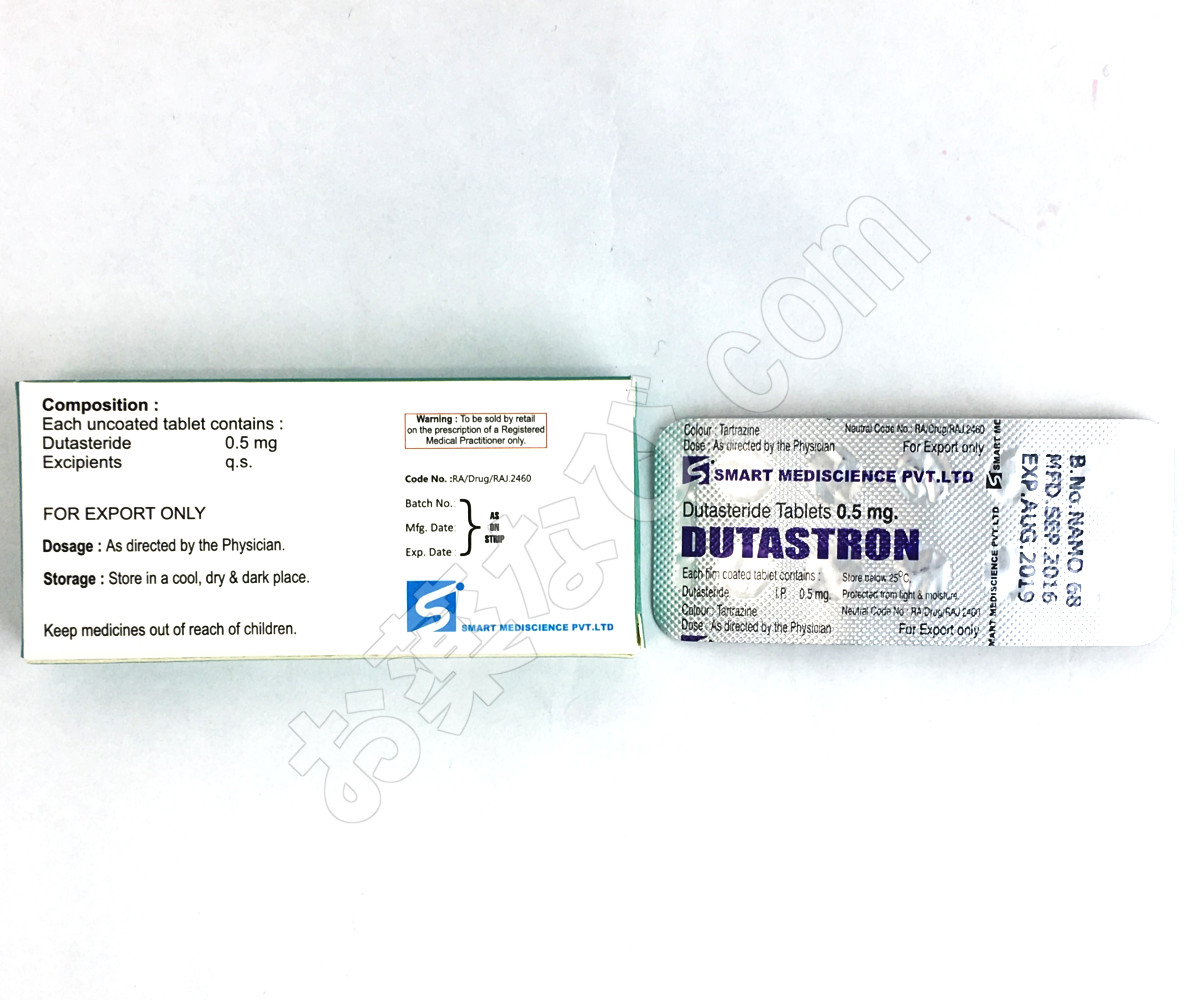 Composition :
Each uncoated tablet contains :
Dutasteride 0.5 mg
Excipients q.s.
FOR EXPORT ONLY
Dosage : As directed by the Physician.
Storage : Store in a cool, dry & dark place.
Keep medicines out of reach of children.
Warning : To be sold by retail
on the prescription of a Registered
Medical Practitioner only.
Code No. :RA/Drug/RAJ.2460
Batch No. :
Mfg. Date:
Exp. Date :
AS
ON
STRIP
SMART MEDISCIENCE PVT.LTD
Colour : Tartrazine Neutral Code No.: RA/Drug/RAJ.2460
Dose : As directed by the Physician For Export only
SMART MEDISCIENCE PVT.LTD
Dutasteride Tablets 0.5 mg.
DUTASTRON
Each film coated tablet contains : Store below 25°C,
Dutasteride I.P. 0.5 mg. Protected from light & moisture.
Colour : Tartrazine Neutral Code No : RA/Drug/RAJ
Dose : As directed by the Physician For Export only
SMART MC
MART MEDISCIENCE PVT.LTD
B.No.NAMO 68
MFD.SEP.2016
EXP.AUG.2019
お薬なび.com